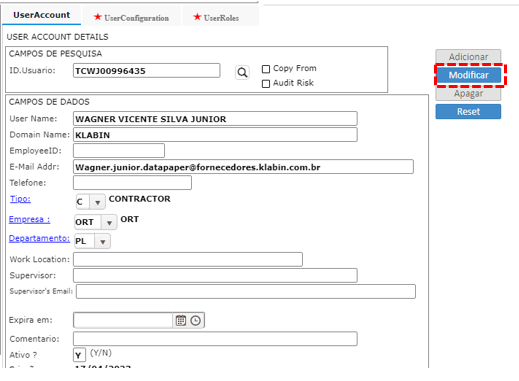 UserAccount ★ UserConfiguration ★ UserRoles
USER ACCOUNT DETAILS
CAMPOS DE PESQUISA
ID.Usuario: TCWJ00996435 Copy From
Audit Risk
Adicionar
Modificar
Apagar
Reset
CAMPOS DE DADOS
User Name: WAGNER VICENTE SILVA JUNIOR
Domain Name: KLABIN
EmployeeID:
E-Mail Addr: Wagner.junior.datapaper@fornecedores.klabin.com.br
Telefone:
Tipo: C CONTRACTOR
Empresa : ORT ORT
Departamento: PL
Work Location:
Supervisor:
Supervisor's Email:
Expira em:
Comentario:
Ativo ? Y (Y/N)
17/04/2023